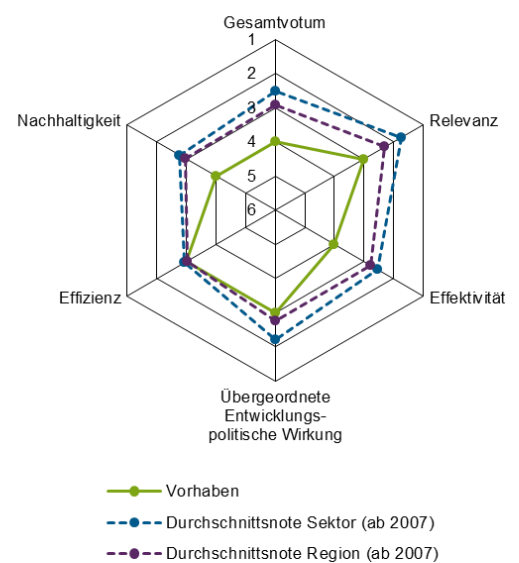 Gesamtvotum
1
2
3
4
5
6
Nachhaltigkeit
Relevanz
Effizienz
Effektivität
Übergeordnete
Entwicklungs-
politische Wirkung
Vorhaben
Durchschnittsnote Sektor (ab 2007)
Durchschnittsnote Region (ab 2007)